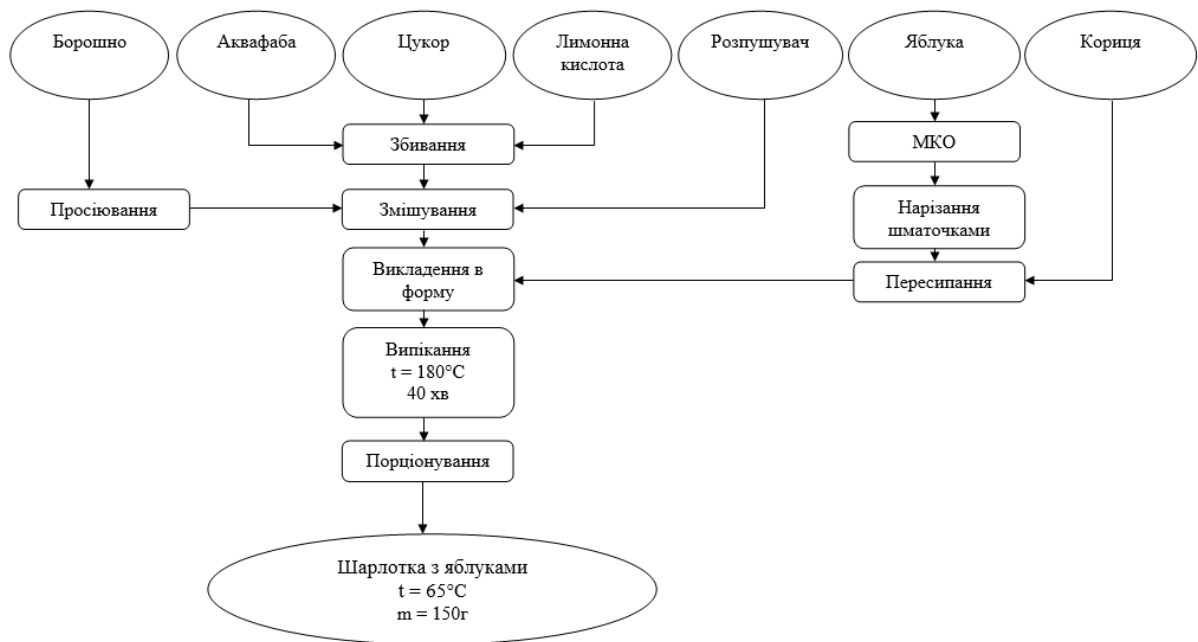 Борошно
Аквафаба
Цукор
Лимонна
кислота
Розпушувач
Яблука
Кориця
Збивання
МКО
Просіювання
Змішування
Нарізання
шматочками
Викладення в
форму
Пересипання
Випікання
t = 180°C
40 хв
Порціонування
Шарлотка з яблуками
t = 65°C
m = 150г